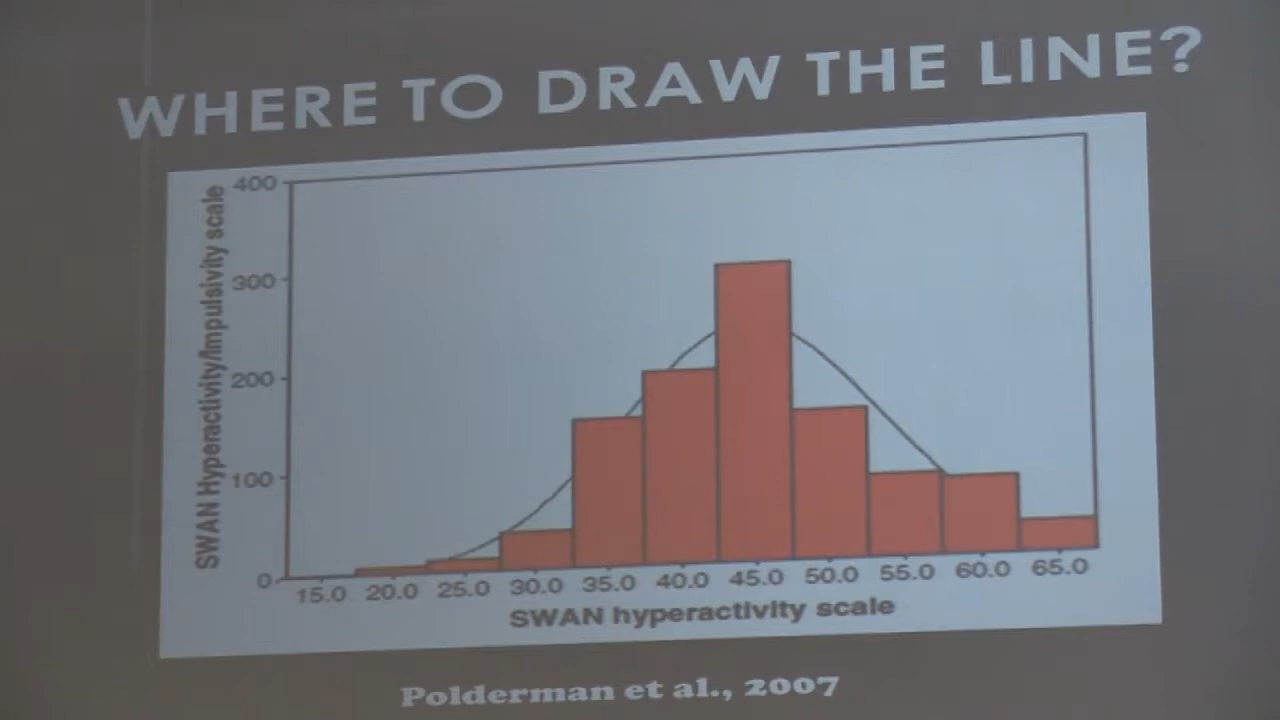 WHERE TO DRAW THE LINE?
SWAN Hyperactivity/Impulsivity scale
400
300
200
100
0
15.0 20.0 25.0 30.0 35.0 40.0 45.0 50.0 55.0 60.0 65.0
SWAN hyperactivity scale
Polderman et al., 2007